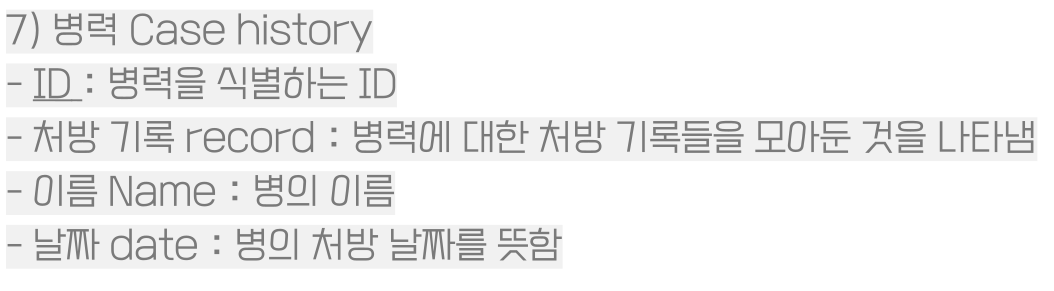 7) 병력 Case history
- ID : 병력을 식별하는 ID
- 처방 기록 record : 병력에 대한 처방 기록들을 모아둔 것을 나타냄
- 이름 Name : 병의 이름
- 날짜 date : 병의 처방 날짜를 뜻함